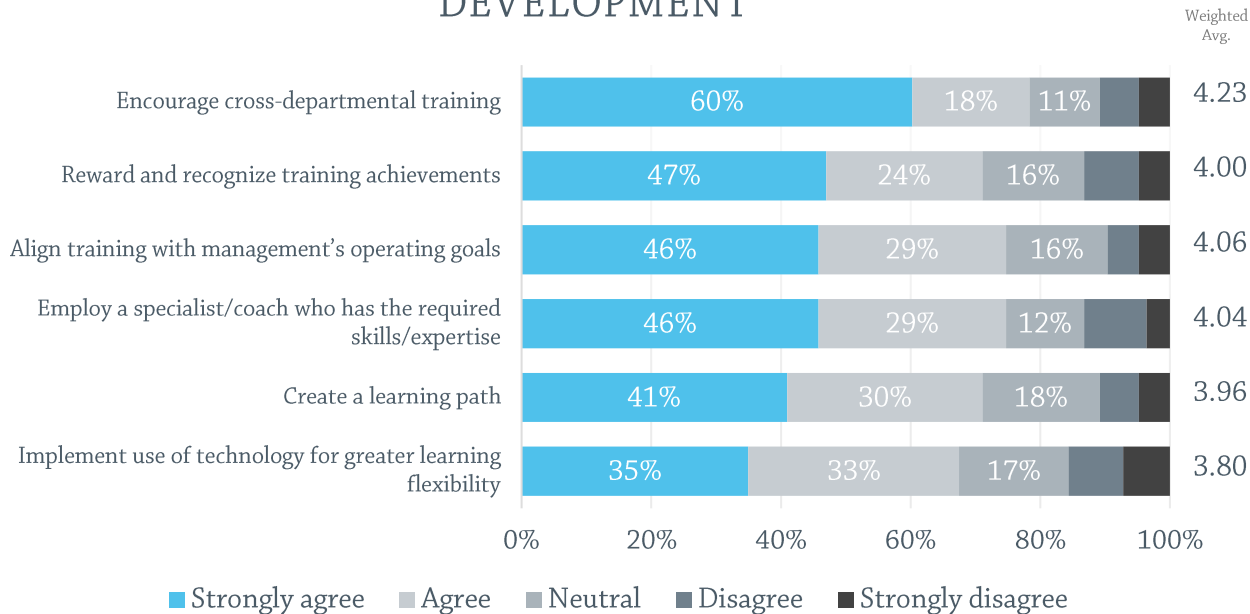 DEVELOPMENT
Weighted
Avg.
Encourage cross-departmental training 60% 18% 11% 4.23
Reward and recognize training achievements 47% 24% 16% 4.00
Align training with management’s operating goals 46% 29% 16% 4.06
Employ a specialist/coach who has the required
skills/expertise 46% 29% 12% 4.04
Create a learning path 41% 30% 18% 3.96
Implement use of technology for greater learning
flexibility 35% 33% 17% 3.80
0% 20% 40% 60% 80% 100%
Strongly agree Agree Neutral Disagree Strongly disagree